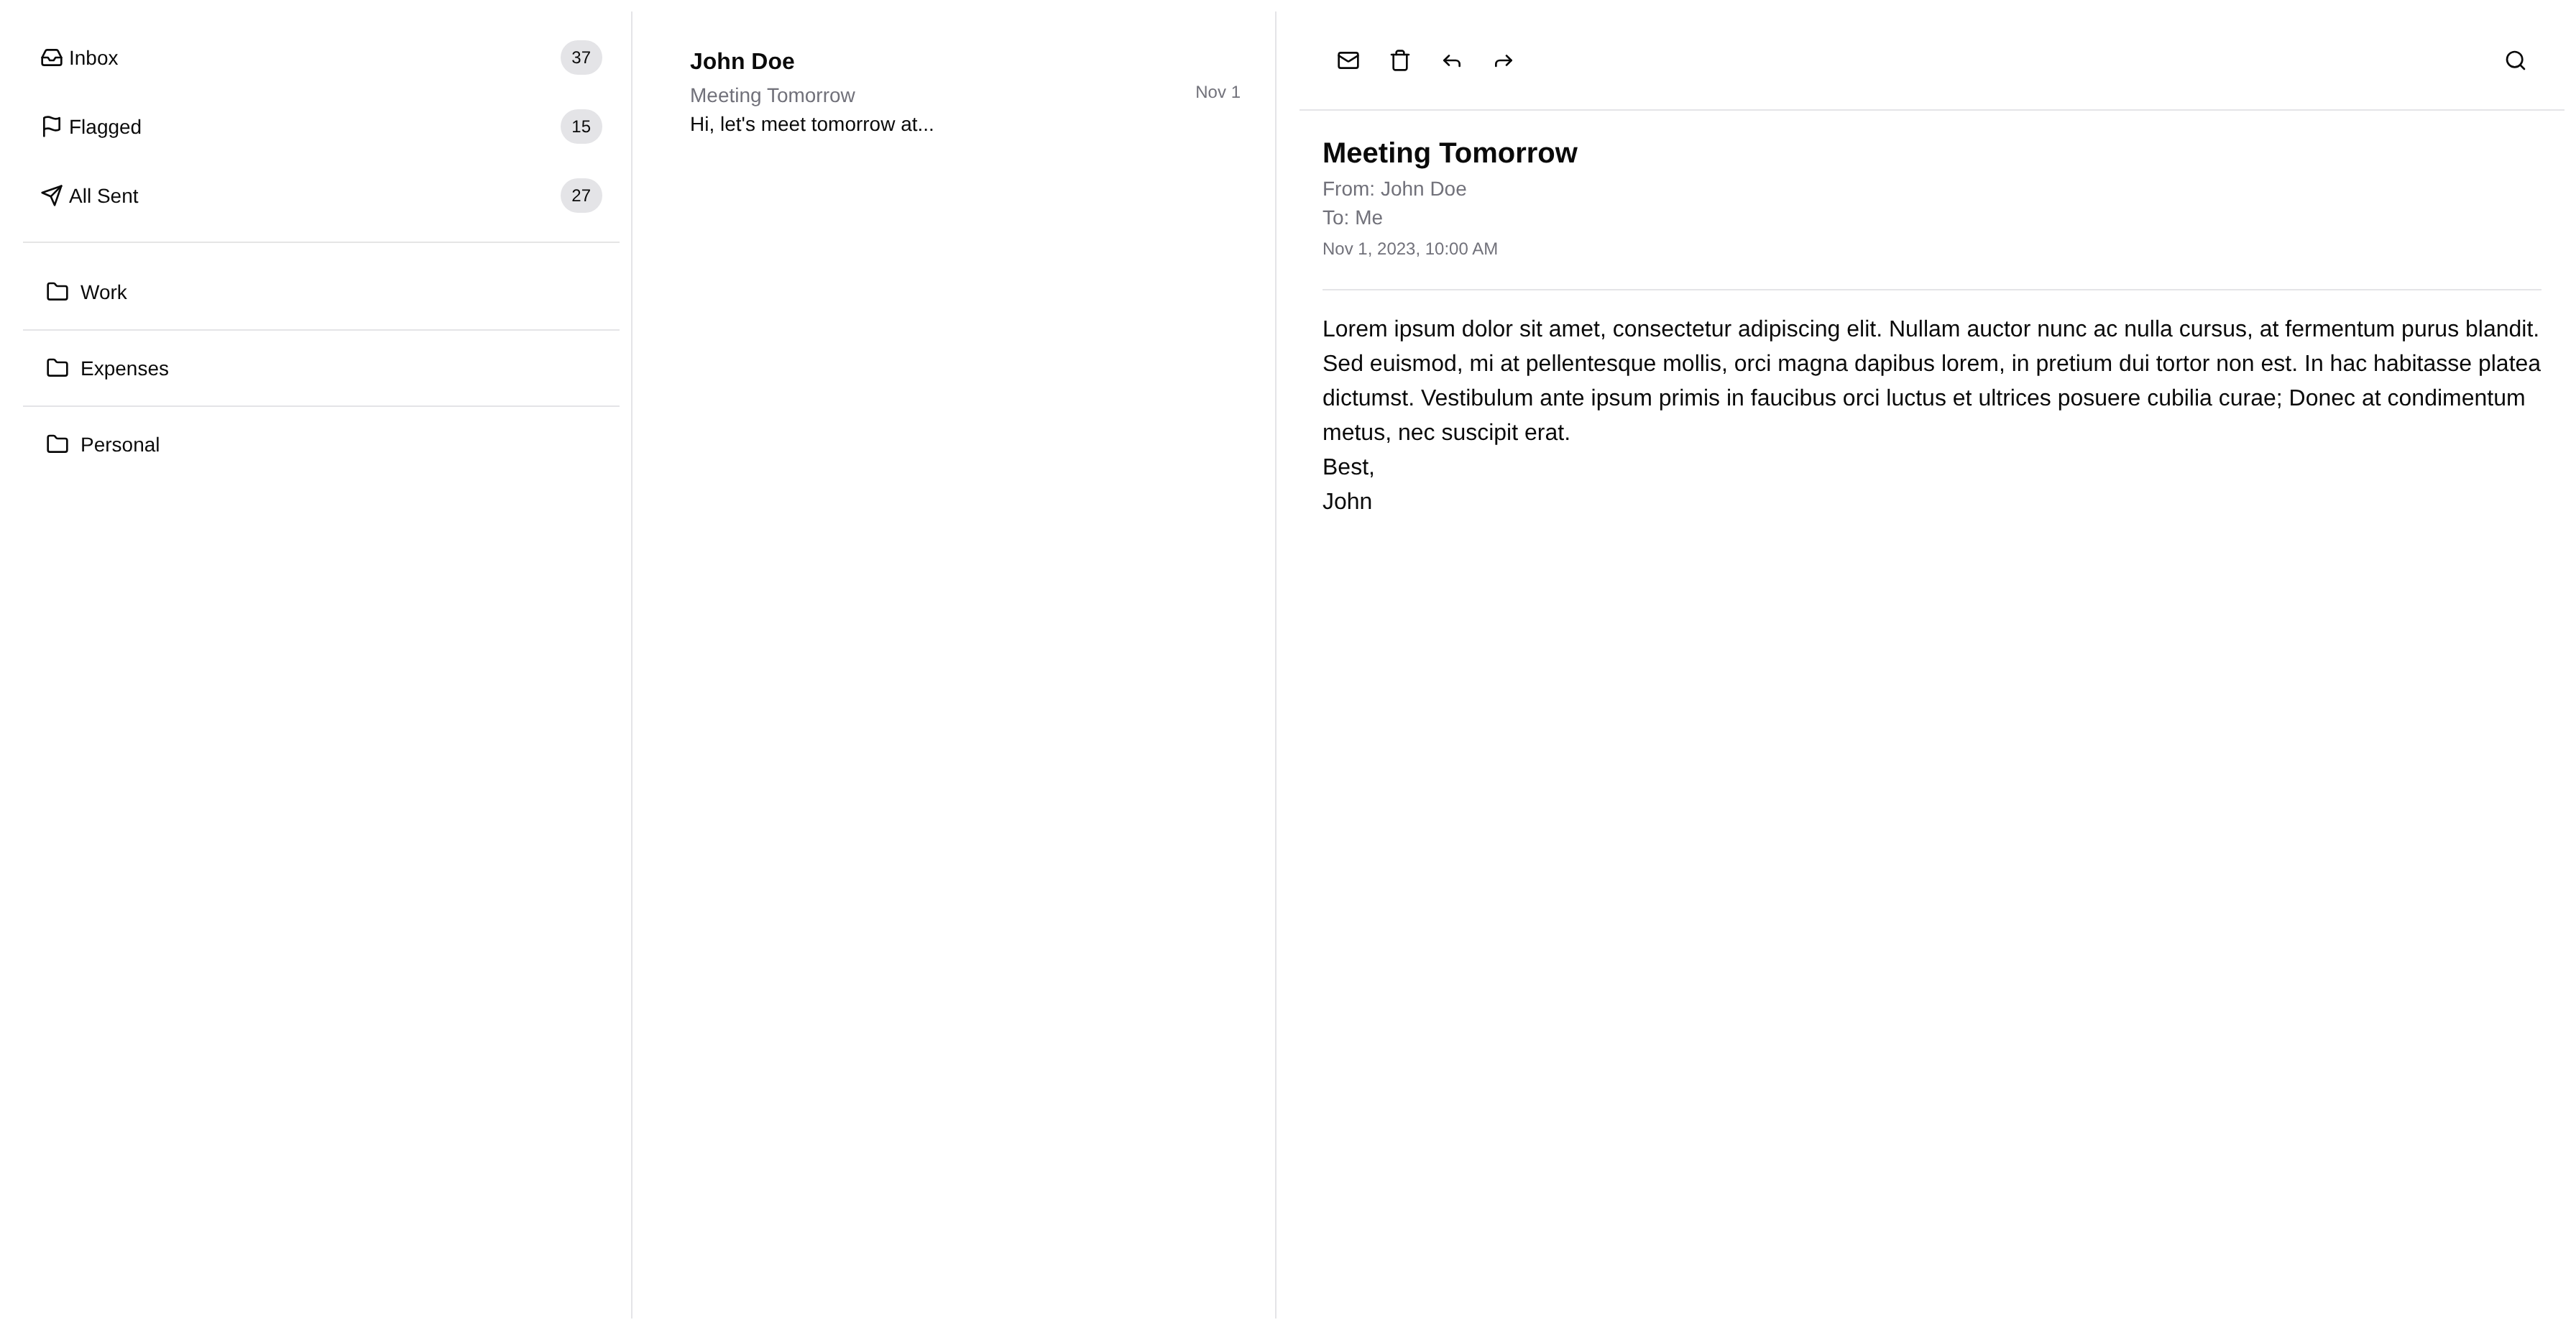 Inbox
37
Flagged
15
All Sent
27
Work
Expenses
Personal
John Doe
Meeting Tomorrow
Nov 1
Hi, let's meet tomorrow at...
Meeting Tomorrow
From: John Doe
To: Me
Nov 1, 2023, 10:00 AM
Lorem ipsum dolor sit amet, consectetur adipiscing elit. Nullam auctor nunc ac nulla cursus, at fermentum purus blandit.
Sed euismod, mi at pellentesque mollis, orci magna dapibus lorem, in pretium dui tortor non est. In hac habitasse platea
dictumst. Vestibulum ante ipsum primis in faucibus orci luctus et ultrices posuere cubilia curae; Donec at condimentum
metus, nec suscipit erat.
Best,
John